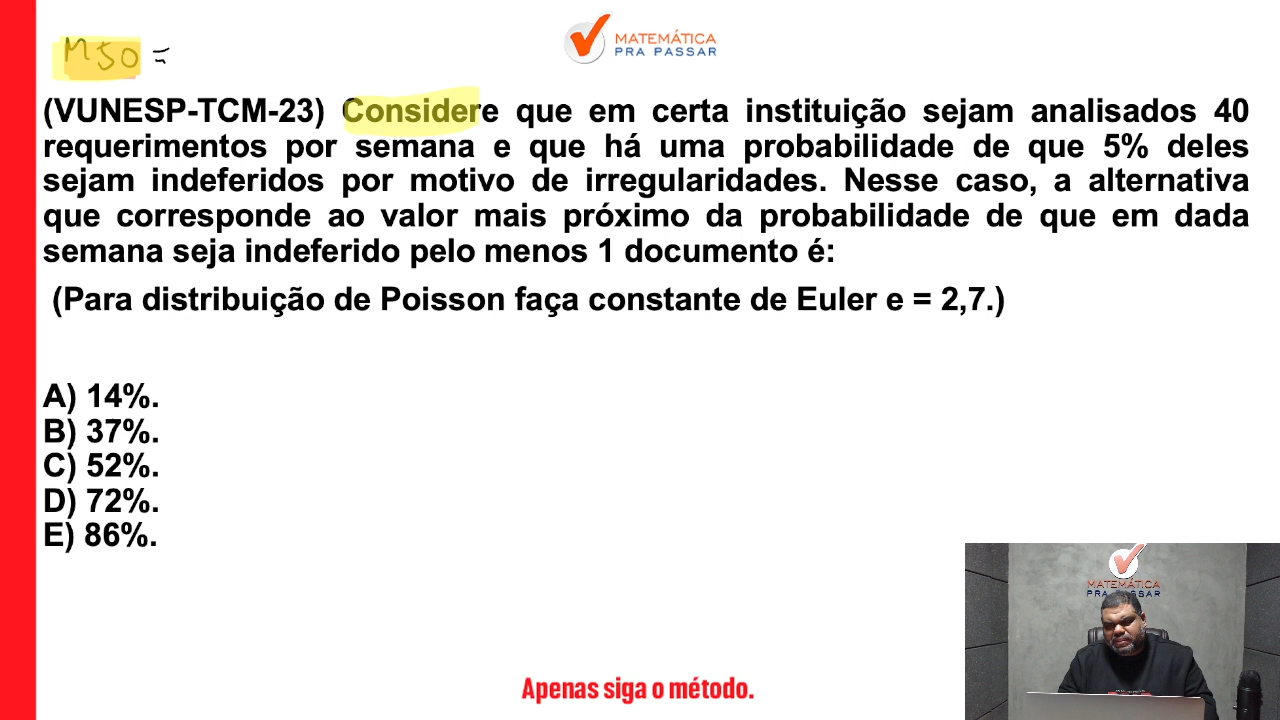 M50 =
MATEMÁTICA
PRA PASSAR
(VUNESP-TCM-23) Considere que em certa instituição sejam analisados 40
requerimentos por semana e que há uma probabilidade de que 5% deles
sejam indeferidos por motivo de irregularidades. Nesse caso, a alternativa
que corresponde ao valor mais próximo da probabilidade de que em dada
semana seja indeferido pelo menos 1 documento é:
(Para distribuição de Poisson faça constante de Euler e = 2,7.)
A) 14%.
B) 37%.
C) 52%.
D) 72%.
E) 86%.
MATEMÁTICA
PRA PASSAR
Apenas siga o método.